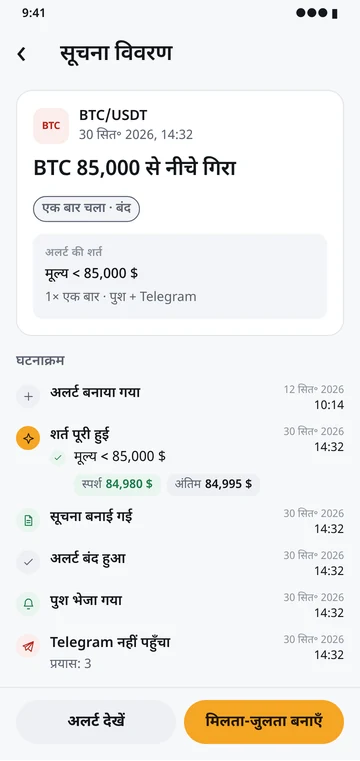 9:41
सूचना विवरण
BTC
BTC/USDT
30 सित॰ 2026, 14:32
BTC 85,000 से नीचे गिरा
एक बार चला · बंद
अलर्ट की शर्त
मूल्य < 85,000 $
1× एक बार · पुश + Telegram
घटनाक्रम
अलर्ट बनाया गया
12 सित॰ 2026
10:14
शर्त पूरी हुई
30 सित॰ 2026
14:32
मूल्य < 85,000 $
स्पर्श 84,980 $ अंतिम 84,995 $
सूचना बनाई गई
30 सित॰ 2026
14:32
अलर्ट बंद हुआ
30 सित॰ 2026
14:32
पुश भेजा गया
30 सित॰ 2026
14:32
Telegram नहीं पहुँचा
30 सित॰ 2026
14:32
प्रयास: 3
अलर्ट देखें
मिलता-जुलता बनाएँ